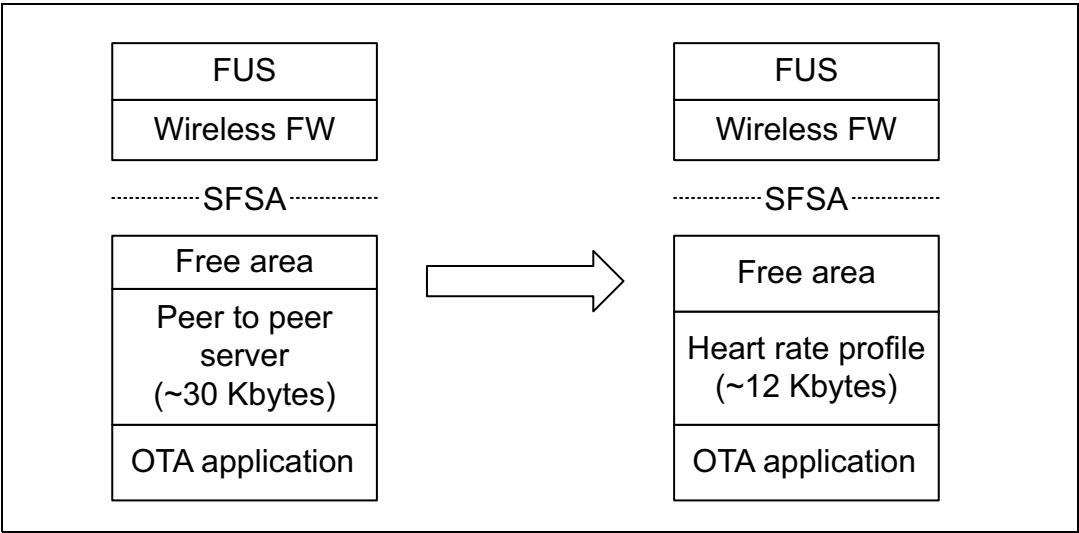 FUS
Wireless FW
SFSA
Free area
Peer to peer
server
(~30 Kbytes)
OTA application
FUS
Wireless FW
SFSA
Free area
Heart rate profile
(~12 Kbytes)
OTA application